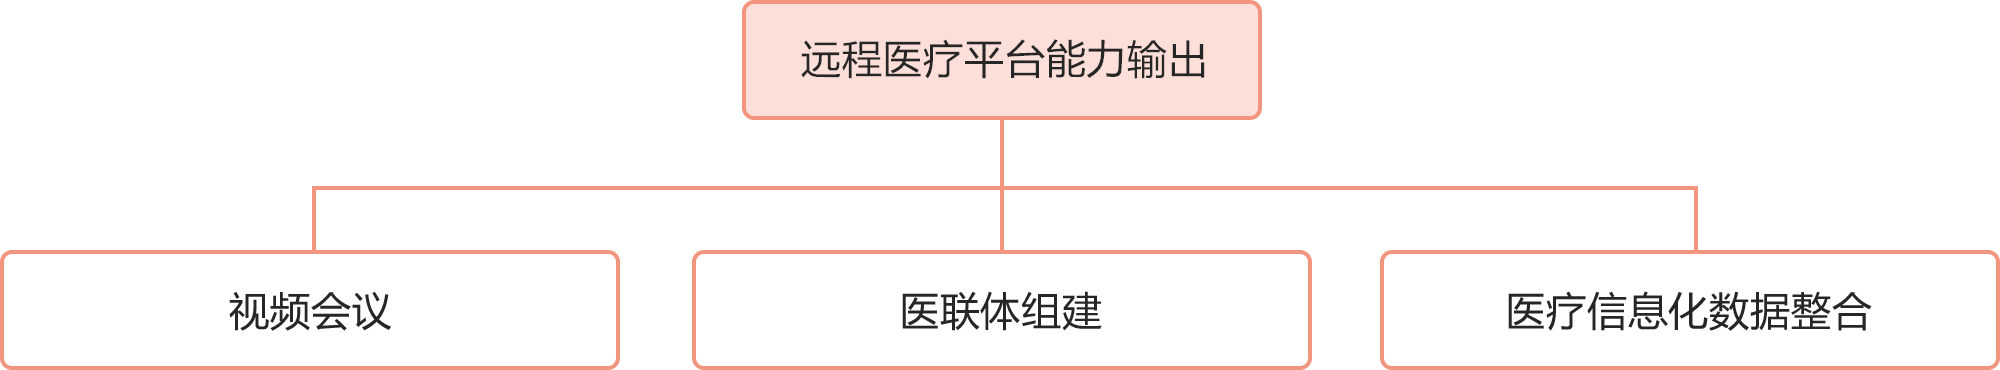 远程医疗平台能力输出
视频会议
医联体组建
医疗信息化数据整合